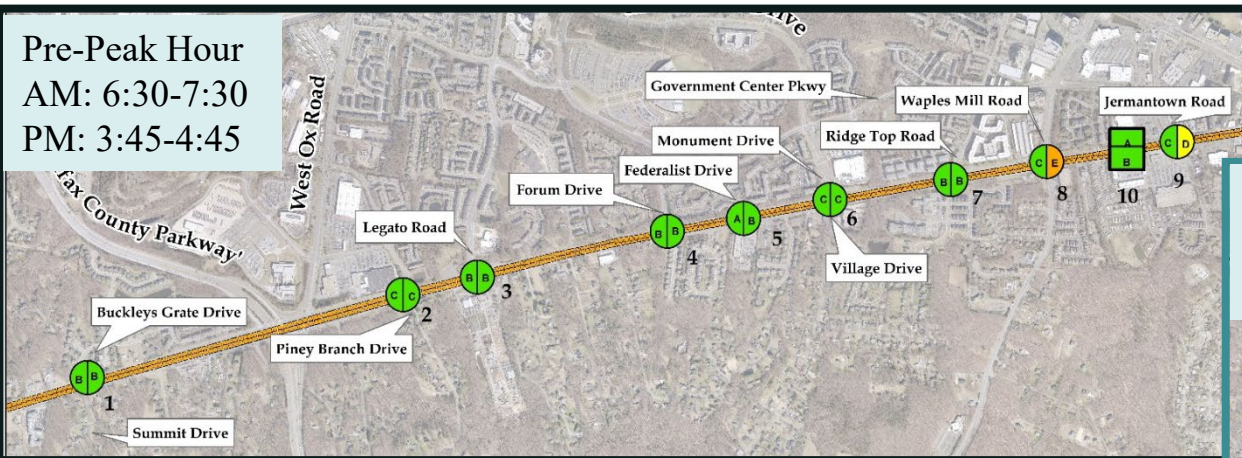 Pre-Peak Hour
AM: 6:30-7:30
PM: 3:45-4:45
rive
West Ox Road
Government Center Pkwy
Waples Mill Road
Jermantown Road
Monument Drive
Ridge Top Road
Federalist Drive
Forum Drive
fax County Parkway'
Legato Road
A
B
C D
C E
10
9
8
B B
7
C C
6
A B
5
B B
4
Village Drive
B B
3
C C
2
Buckleys Grate Drive
Piney Branch Drive
B B
1
Summit Drive